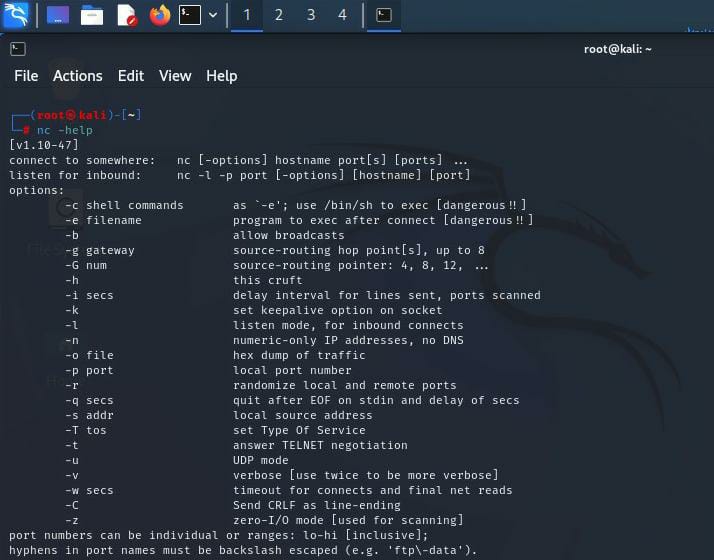 1 2 3 4
root@kali: ~
File Actions Edit View Help
┌──(root㉿kali)-[~]
└─# nc -help
[v1.10-47]
connect to somewhere:   nc [-options] hostname port[s] [ports] ...
listen for inbound:     nc -l -p port [-options] [hostname] [port]
options:
        -c shell commands       as `-e'; use /bin/sh to exec [dangerous!!]
        -e filename             program to exec after connect [dangerous!!]
        -b                      allow broadcasts
        -g gateway              source-routing hop point[s], up to 8
        -G num                  source-routing pointer: 4, 8, 12, ...
        -h                      this cruft
        -i secs                 delay interval for lines sent, ports scanned
        -k                      set keepalive option on socket
        -l                      listen mode, for inbound connects
        -n                      numeric-only IP addresses, no DNS
        -o file                 hex dump of traffic
        -p port                 local port number
        -r                      randomize local and remote ports
        -q secs                 quit after EOF on stdin and delay of secs
        -s addr                 local source address
        -T tos                  set Type Of Service
        -t                      answer TELNET negotiation
        -u                      UDP mode
        -v                      verbose [use twice to be more verbose]
        -w secs                 timeout for connects and final net reads
        -C                      Send CRLF as line-ending
        -z                      zero-I/O mode [used for scanning]
port numbers can be individual or ranges: lo-hi [inclusive];
hyphens in port names must be backslash escaped (e.g. 'ftp\-data').